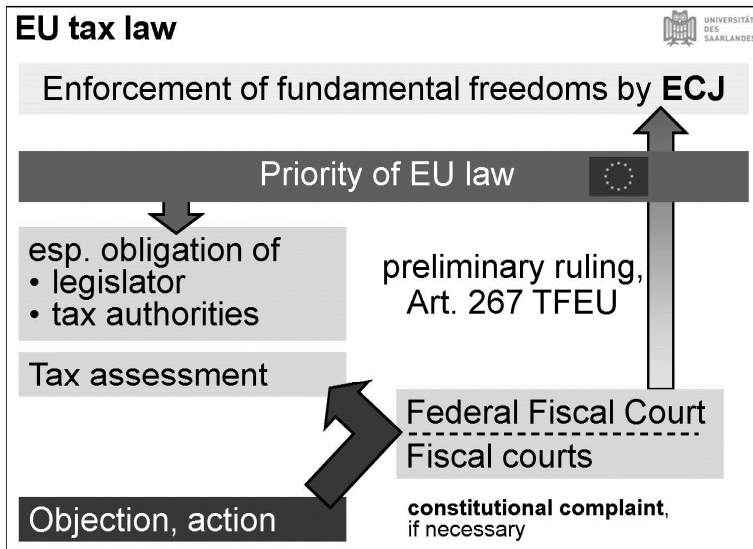 EU tax law
UNIVERSITÄT
DES
SAARLANDES
Enforcement of fundamental freedoms by ECJ
Priority of EU law
esp. obligation of
• legislator
• tax authorities
preliminary ruling,
Art. 267 TFEU
Tax assessment
Federal Fiscal Court
Fiscal courts
Objection, action
constitutional complaint,
if necessary